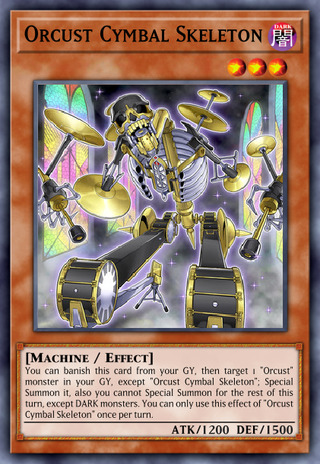 Orcust Cymbal Skeleton
DARK
闇
[Machine / Effect]
You can banish this card from your GY, then target 1 "Orcust"
monster in your GY, except "Orcust Cymbal Skeleton"; Special
Summon it, also you cannot Special Summon for the rest of this
turn, except DARK monsters. You can only use this effect of "Orcust
Cymbal Skeleton" once per turn.
ATK/1200 DEF/1500